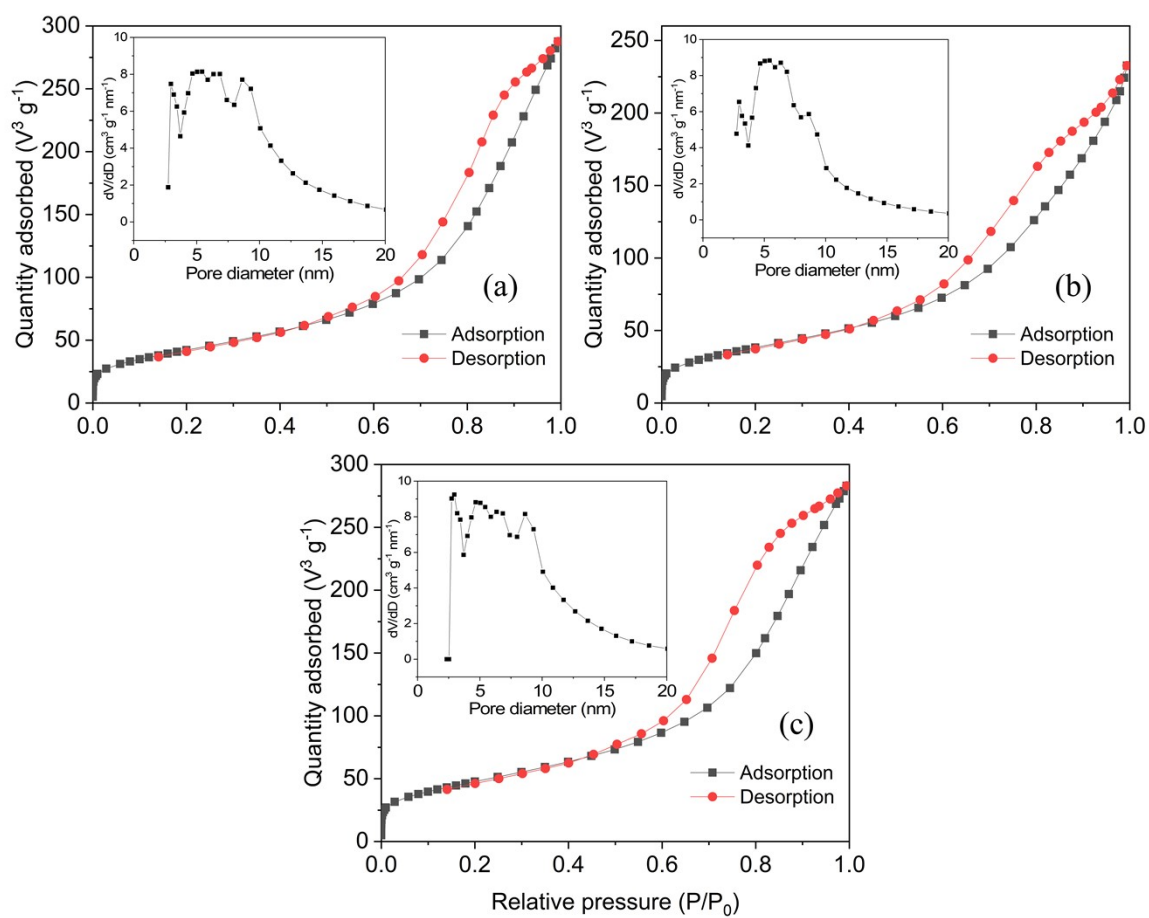 300
250
200
150
100
50
0
Quantity adsorbed (V³ g⁻¹)
0.0 0.2 0.4 0.6 0.8 1.0
10
8
6
4
2
0
dV/dD (cm³ g⁻¹ nm⁻¹)
0 5 10 15 20
Pore diameter (nm)
(a)
Adsorption
Desorption
250
200
150
100
50
0
Quantity adsorbed (V³ g⁻¹)
0.0 0.2 0.4 0.6 0.8 1.0
10
8
6
4
2
0
dV/dD (cm³ g⁻¹ nm⁻¹)
0 5 10 15 20
Pore diameter (nm)
(b)
Adsorption
Desorption
300
250
200
150
100
50
0
Quantity adsorbed (V³ g⁻¹)
0.0 0.2 0.4 0.6 0.8 1.0
Relative pressure (P/P₀)
10
8
6
4
2
0
dV/dD (cm³ g⁻¹ nm⁻¹)
0 5 10 15 20
Pore diameter (nm)
(c)
Adsorption
Desorption